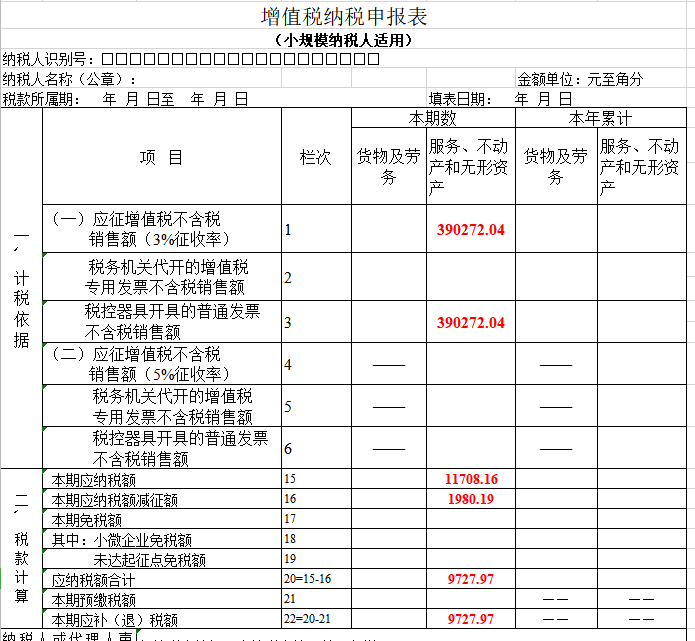 增值税纳税申报表
（小规模纳税人适用）
纳税人识别号：□□□□□□□□□□□□□□□□□□□□
纳税人名称（公章）： 金额单位：元至角分
税款所属期： 年 月 日至 年 月 日 填表日期： 年 月 日
项 目 栏次 本期数 本年累计
货物及劳务 服务、不动产和无形资产 货物及劳务 服务、不动产和无形资产
一、计税依据
（一）应征增值税不含税
销售额（3%征收率） 1 390272.04
税务机关代开的增值税
专用发票不含税销售额 2
税控器具开具的普通发票
不含税销售额 3 390272.04
（二）应征增值税不含税
销售额（5%征收率） 4 —— ——
税务机关代开的增值税
专用发票不含税销售额 5 —— ——
税控器具开具的普通发票
不含税销售额 6 —— ——
二、税款计算
本期应纳税额 15 11708.16
本期应纳税额减征额 16 1980.19
本期免税额 17
其中：小微企业免税额 18
未达起征点免税额 19
应纳税额合计 20=15-16 9727.97
本期预缴税额 21 —— ——
本期应补（退）税额 22=20-21 9727.97 —— ——
纳税人或代理人声